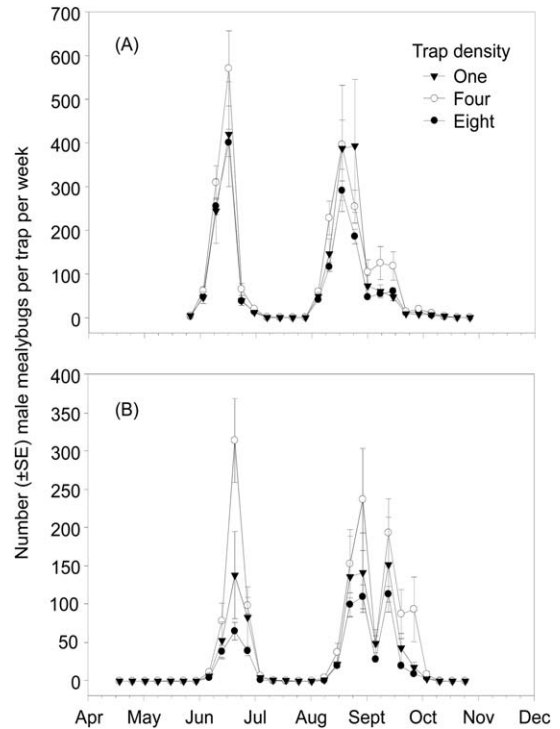 Number (±SE) male mealybugs per trap per week
(A)
700
600
500
400
300
200
100
0
Trap density
One
Four
Eight
(B)
400
350
300
250
200
150
100
50
0
Apr May Jun Jul Aug Sept Oct Nov Dec